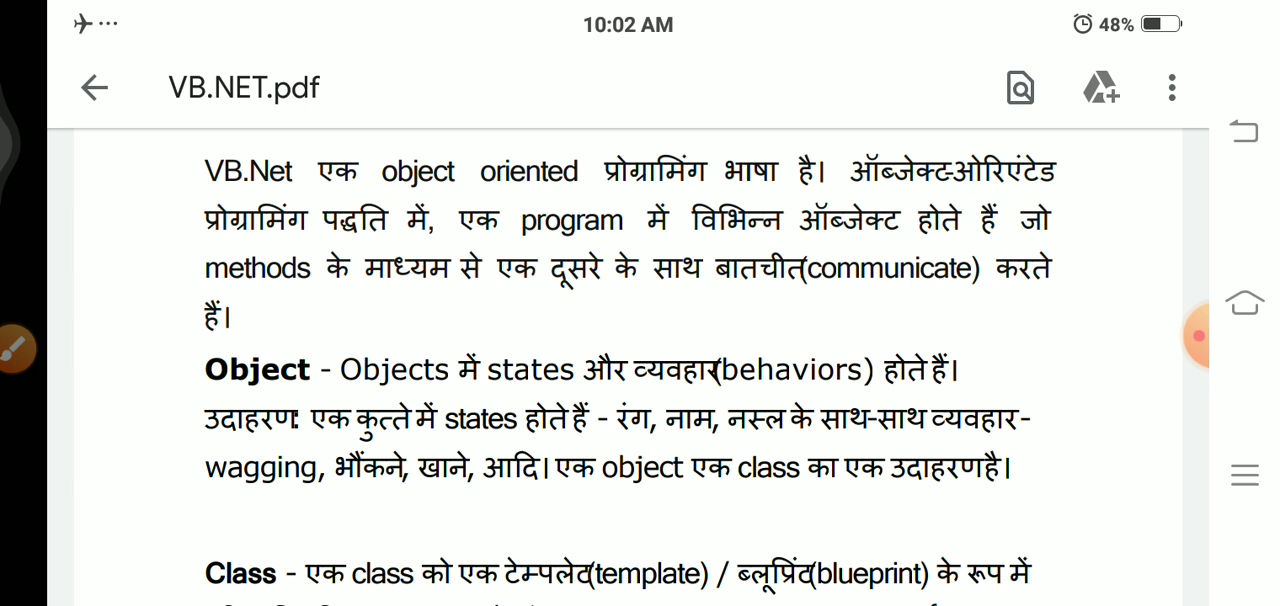 10:02 AM
48%
VB.NET.pdf
VB.Net एक object oriented प्रोग्रामिंग भाषा है। ऑब्जेक्ट-ओरिएंटेड
प्रोग्रामिंग पद्धति में, एक program में विभिन्न ऑब्जेक्ट होते हैं जो
methods के माध्यम से एक दूसरे के साथ बातचीत(communicate) करते
हैं।
Object - Objects में states और व्यवहार(behaviors) होते हैं।
उदाहरण: एक कुत्ते में states होते हैं - रंग, नाम, नस्ल के साथ-साथ व्यवहार-
wagging, भौंकने, खाने, आदि। एक object एक class का एक उदाहरण है।
Class - एक class को एक टेम्पलेट(template) / ब्लूप्रिंट(blueprint) के रूप में